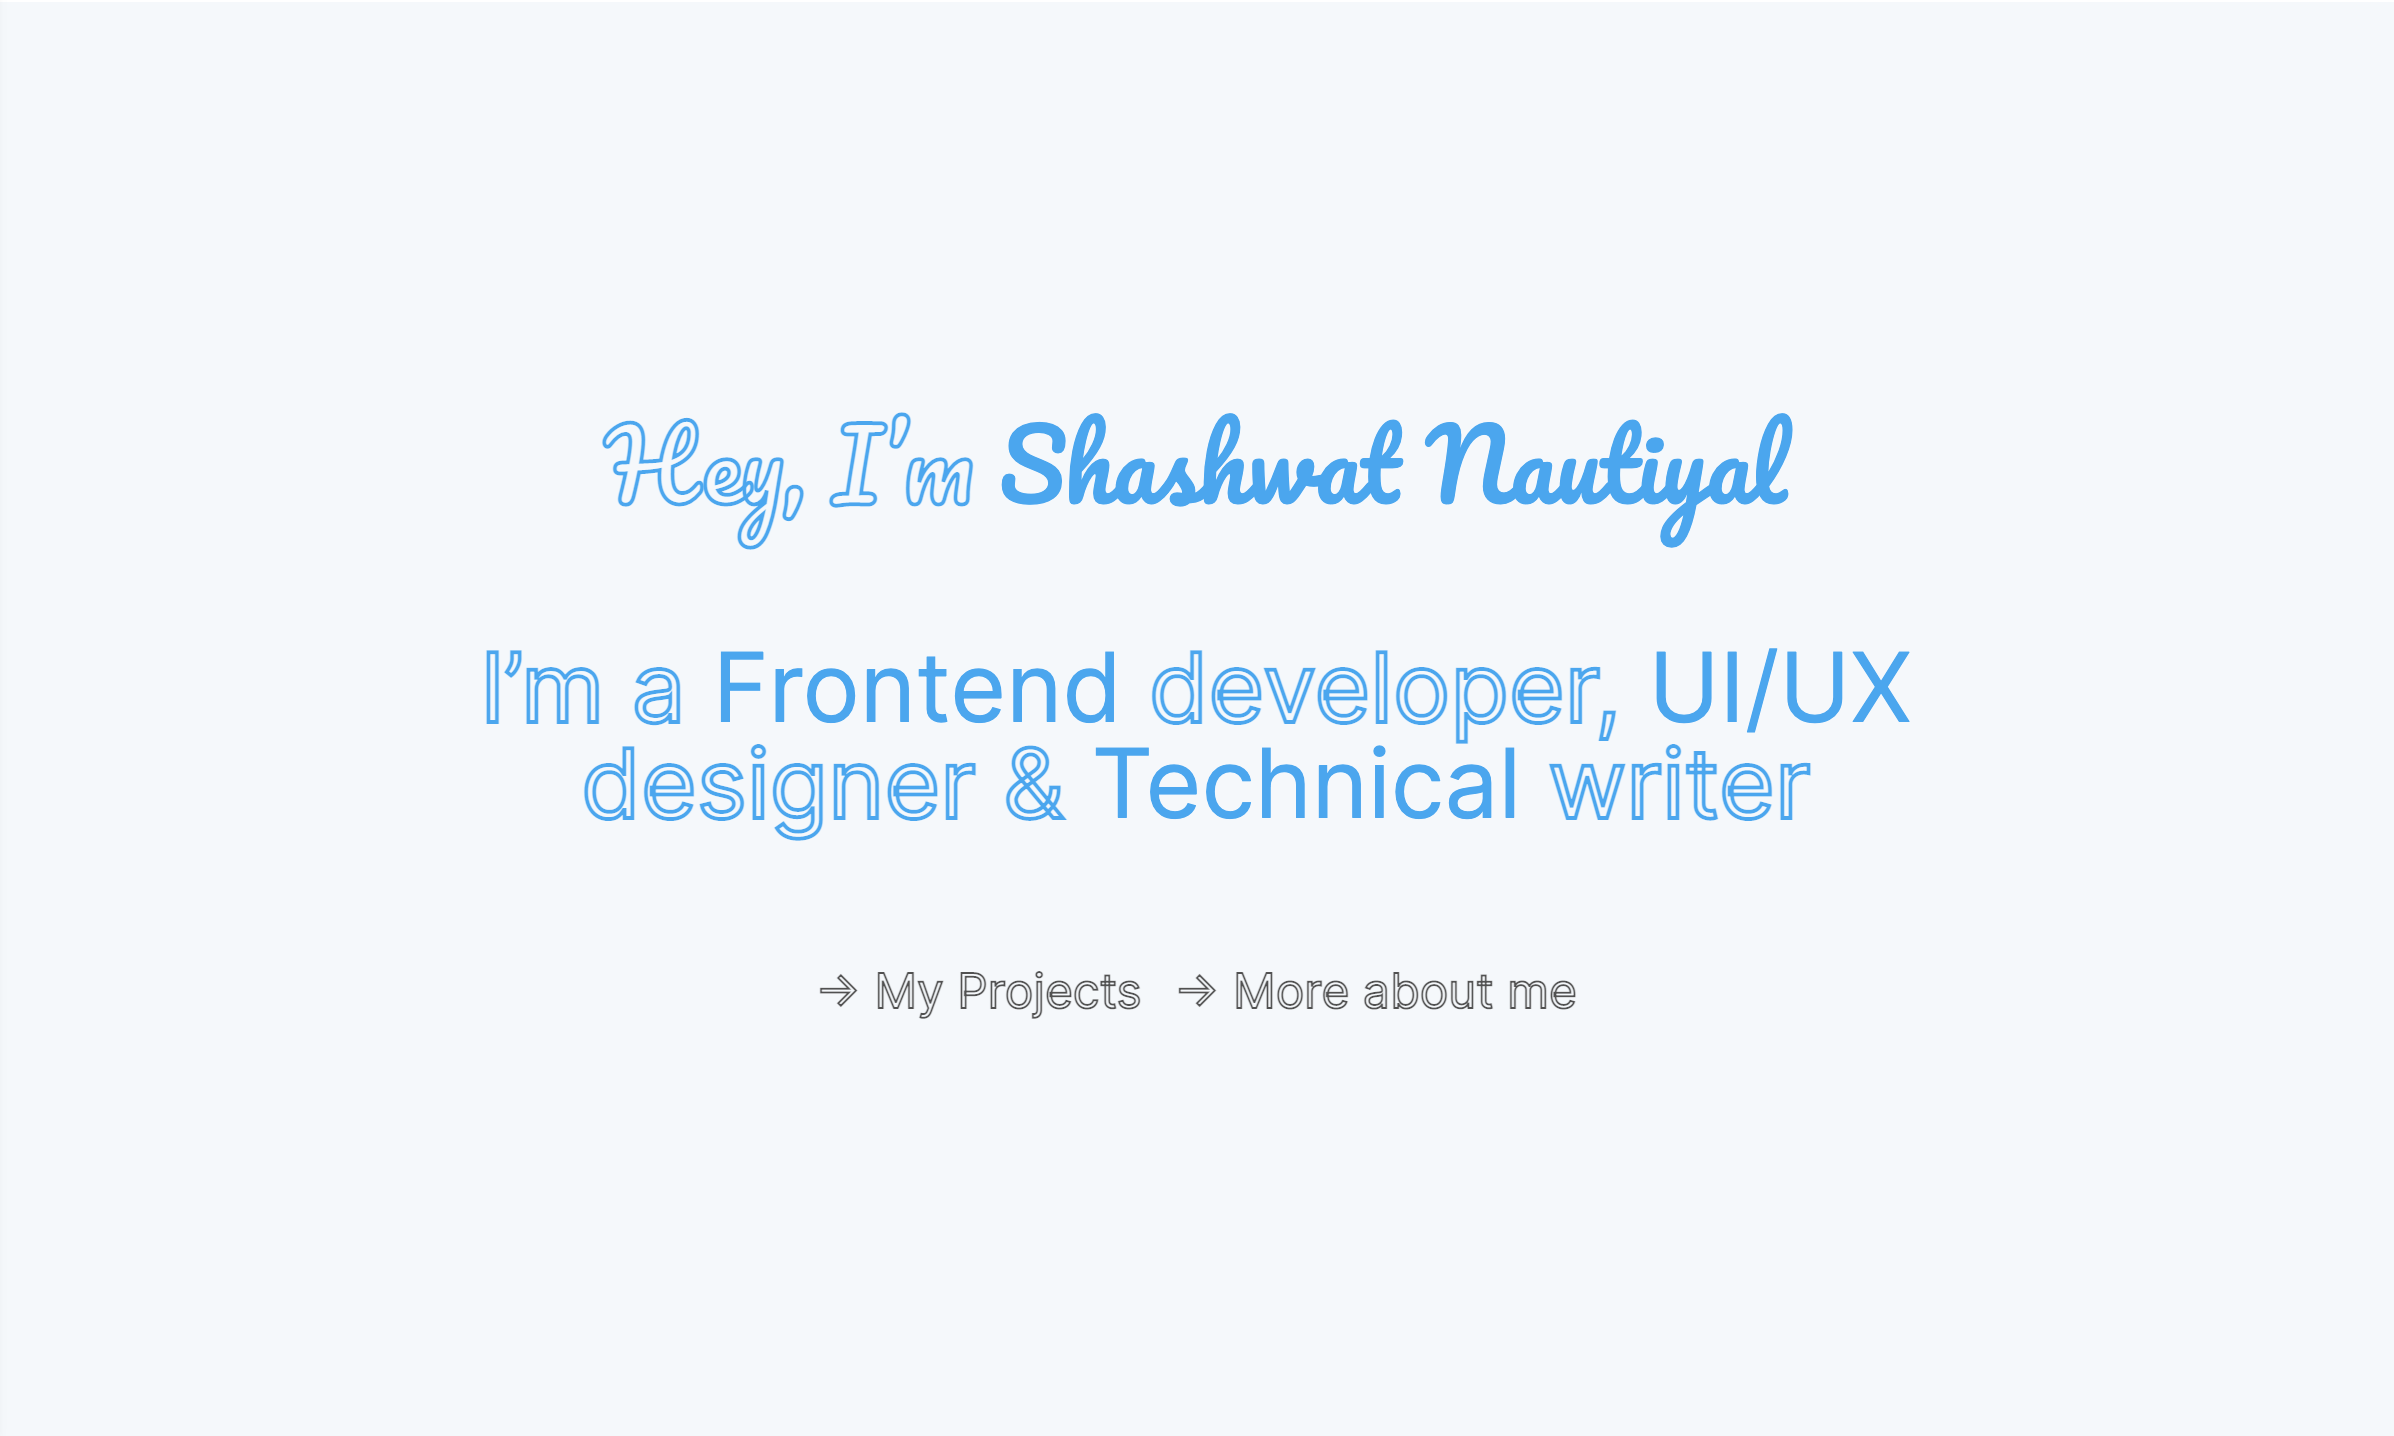 Hey, I'm Shashwat Nautiyal
I’m a Frontend developer, UI/UX
designer & Technical writer
→ My Projects → More about me